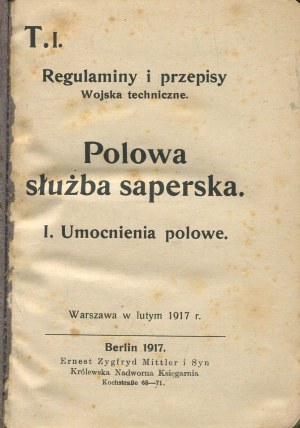 T.I.
Regulaminy i przepisy
Wojska techniczne.
Polowa
służba saperska.
I. Umocnienia polowe.
Warszawa w lutym 1917 r.
Berlin 1917.
Ernest Zygfryd Mittler i Syn
Królewska Nadworna Księgarnia
Kochstraße 68—71.